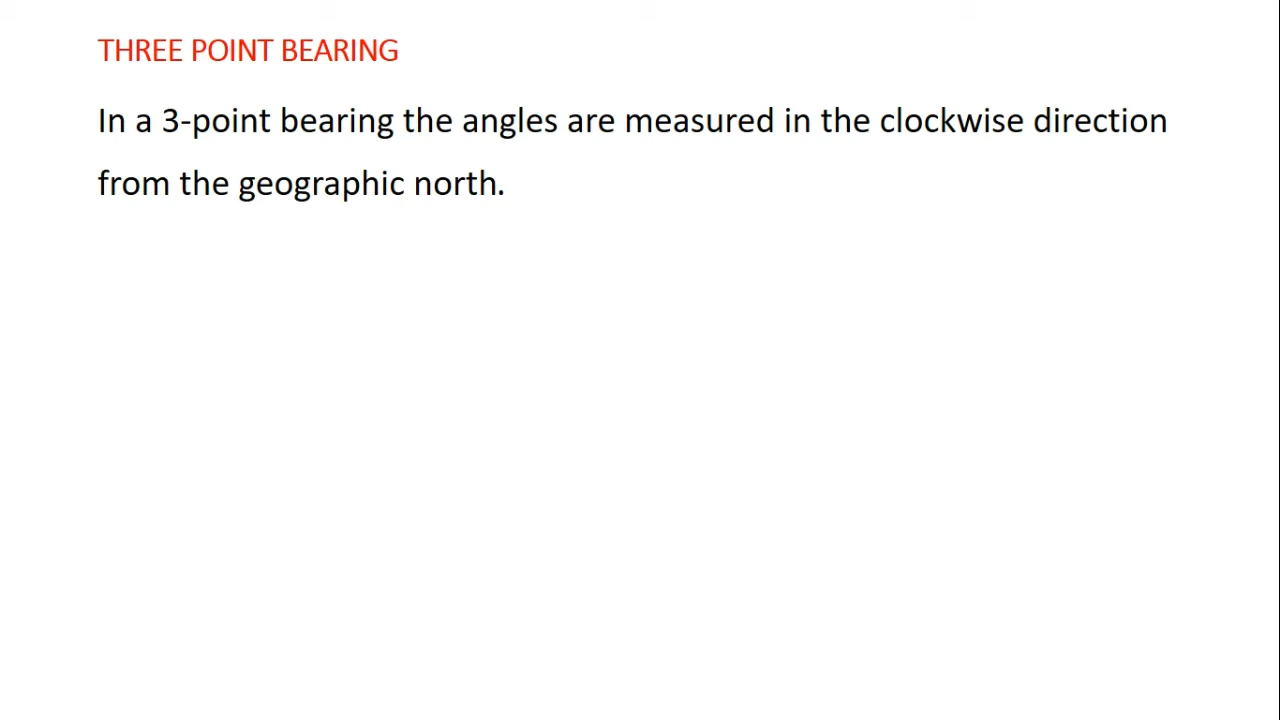 THREE POINT BEARING
In a 3-point bearing the angles are measured in the clockwise direction
from the geographic north.